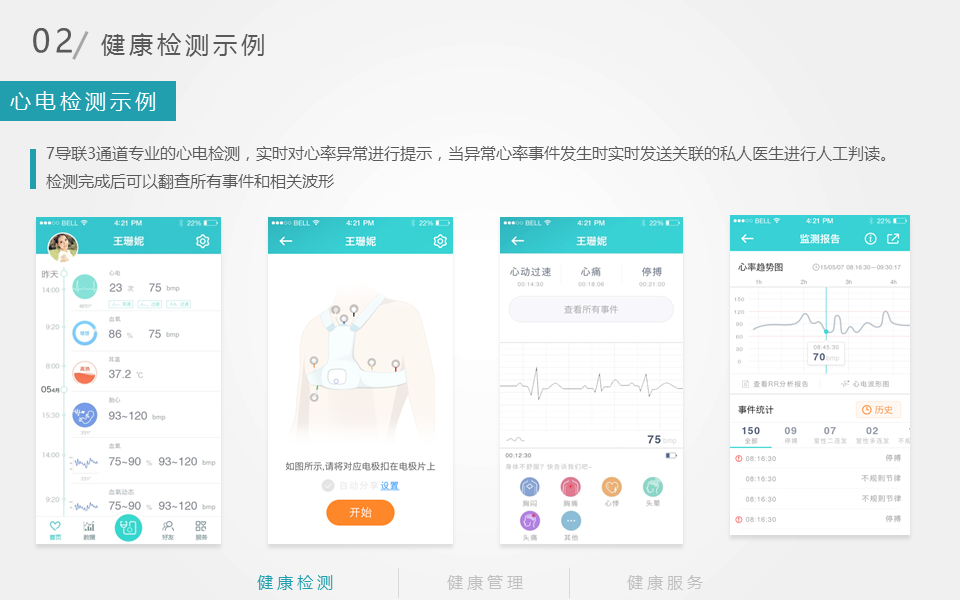 02/ 健康检测示例
心电检测示例
7导联3通道专业的心电检测，实时对心率异常进行提示，当异常心率事件发生时实时发送关联的私人医生进行人工判读。
检测完成后可以翻查所有事件和相关波形
BELL 4:21 PM 22%
王珊妮
昨天
心电
14:00
23 次 75 bmp
血氧
9:20
86 % 75 bmp
耳温
8:00
37.2 ℃
05 4月
胎心
15:30
93~120 bmp
血氧
14:00
75~90 % 93~120 bmp
血氧动态
9:20
75~90 % 93~120 bmp
首页 数据 好友 服务
BELL 4:21 PM 22%
王珊妮
如图所示,请将对应电极扣在电极片上
自动分享 设置
开始
BELL 4:21 PM 22%
王珊妮
心动过速 心痛 停搏
00:14:30 00:18:06 00:21:00
查看所有事件
75 bmp
00:12:30
身体不舒服？快告诉我们吧~
胸闷 胸痛 心悸 头晕
头痛 其他
BELL 4:21 PM 22%
监测报告
心率趋势图 15/05/07 08:16:30—09:30:17
1h 2h 3h 4h
150
120
90
60
30
0
08:45:30
70bmp
查看RR分析报告 心电波形图
事件统计 历史
150 09 07 02
全部 停搏 室性二连发 室性多连发
08:16:30 停搏
08:16:30 不规则节律
08:16:30 不规则节律
08:16:30 停搏
健康检测 健康管理 健康服务